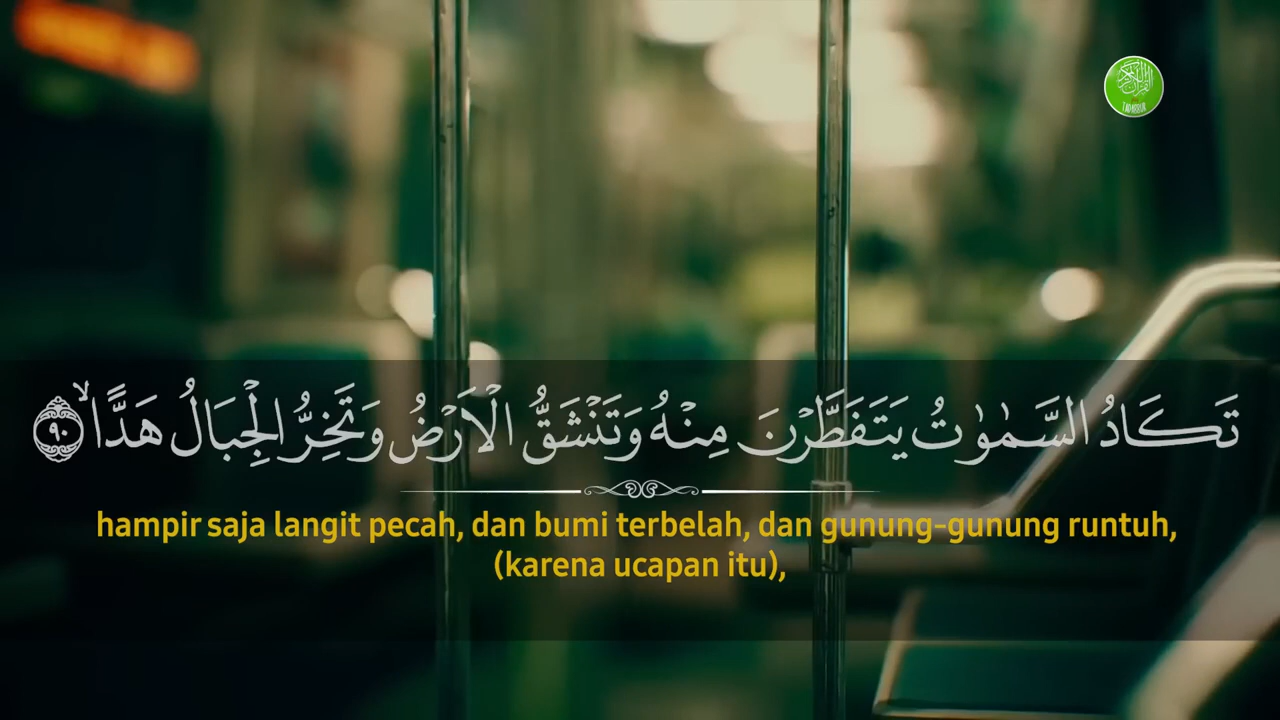 تَكَادُ السَّمٰوٰتُ يَتَفَطَّرْنَ مِنْهُ وَتَنْشَقُّ الْاَرْضُ وَتَخِرُّ الْجِبَالُ هَدًّاۙ ٩٠
hampir saja langit pecah, dan bumi terbelah, dan gunung-gunung runtuh,
(karena ucapan itu),